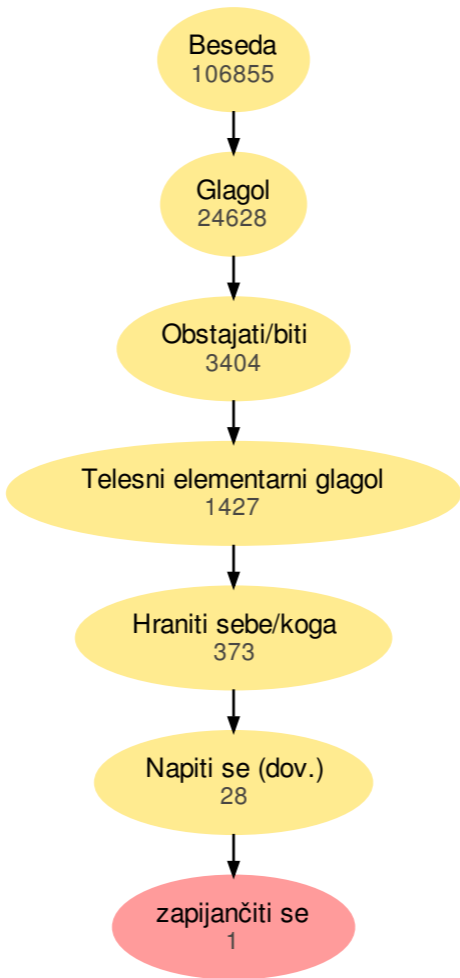 Beseda
106855
Glagol
24628
Obstajati/biti
3404
Telesni elementarni glagol
1427
Hraniti sebe/koga
373
Napiti se (dov.)
28
zapijančiti se
1